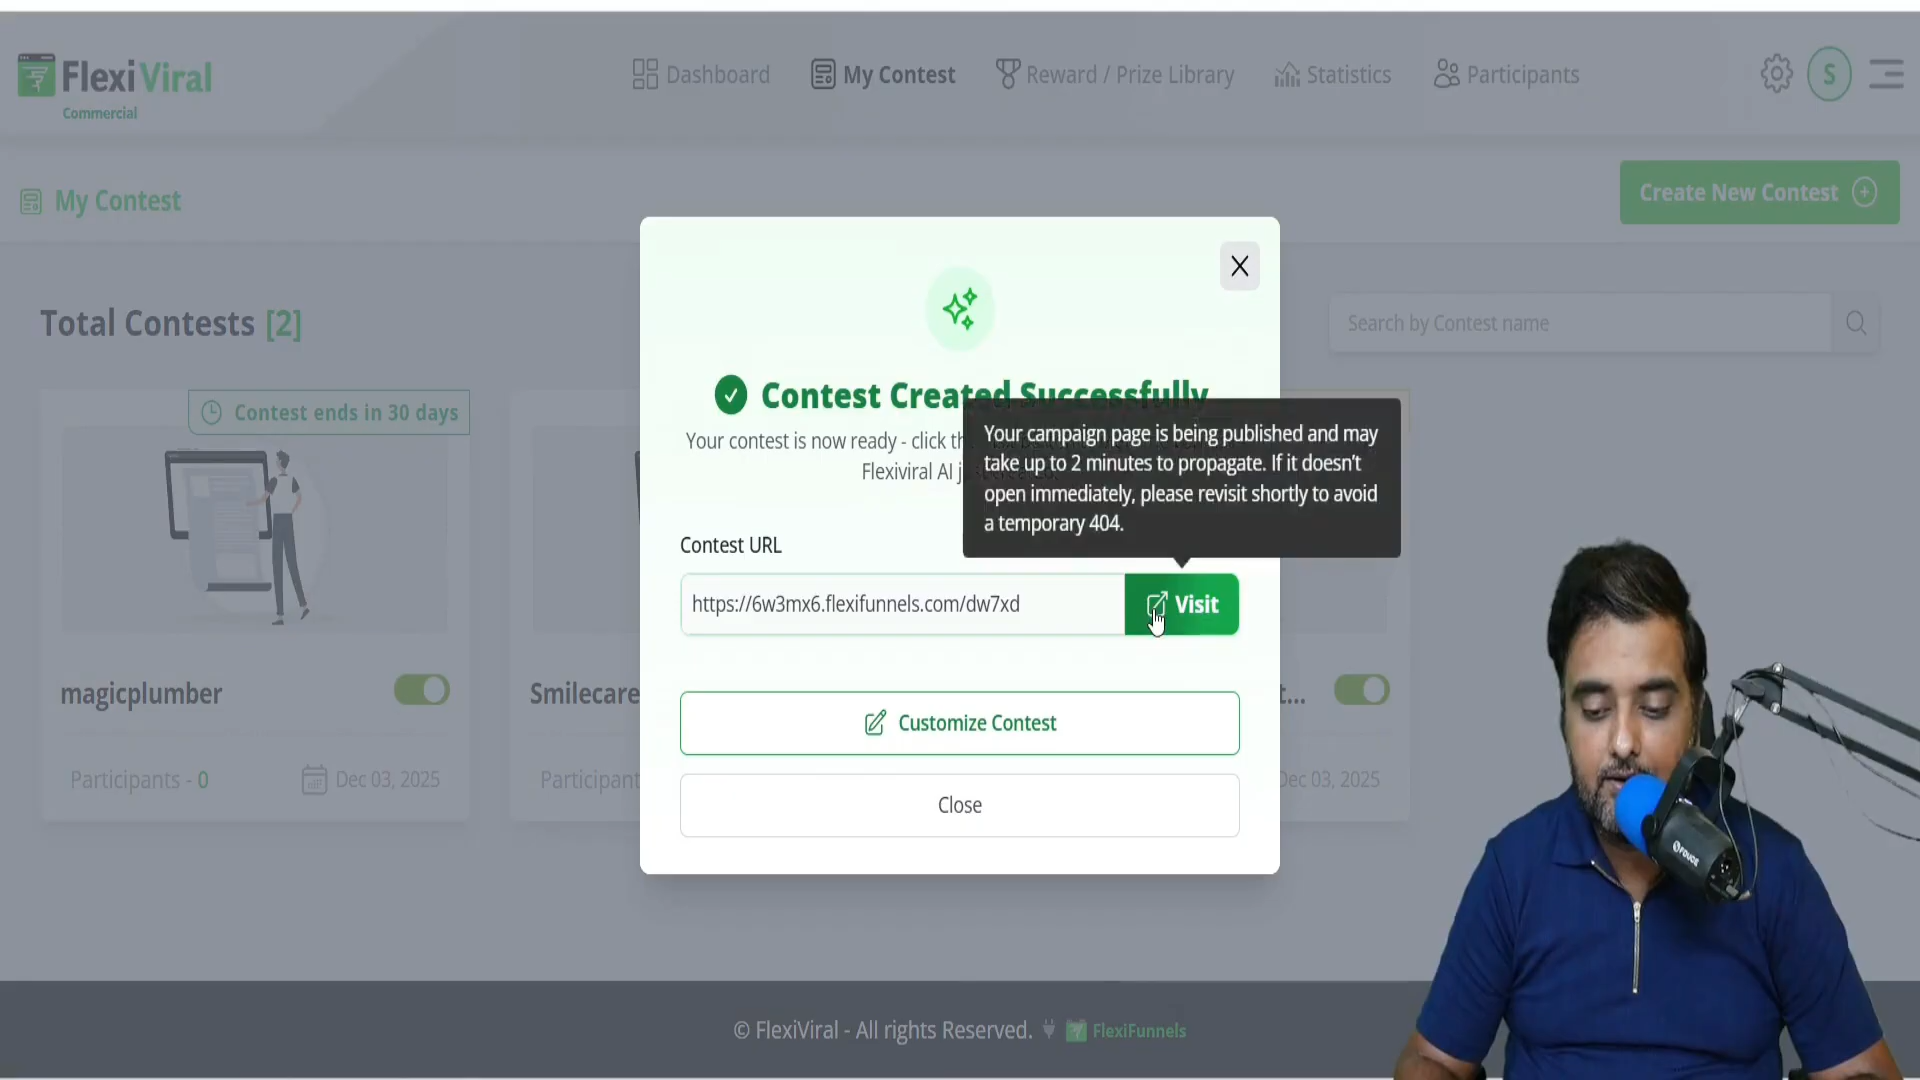 FlexiViral
Commercial
Dashboard
My Contest
Reward / Prize Library
Statistics
Participants
S
My Contest
Create New Contest
Total Contests [2]
Search by Contest name
Contest ends in 30 days
Contest Created Successfully
Your contest is now ready - click
Flexiviral AI
Your campaign page is being published and may
take up to 2 minutes to propagate. If it doesn't
open immediately, please revisit shortly to avoid
a temporary 404.
Contest URL
https://6w3mx6.flexifunnels.com/dw7xd
Visit
magicplumber
Smilecare
t...
Customize Contest
Participants - 0
Dec 03, 2025
Participant
Dec 03, 2025
Close
© FlexiViral - All rights Reserved.
FlexiFunnels